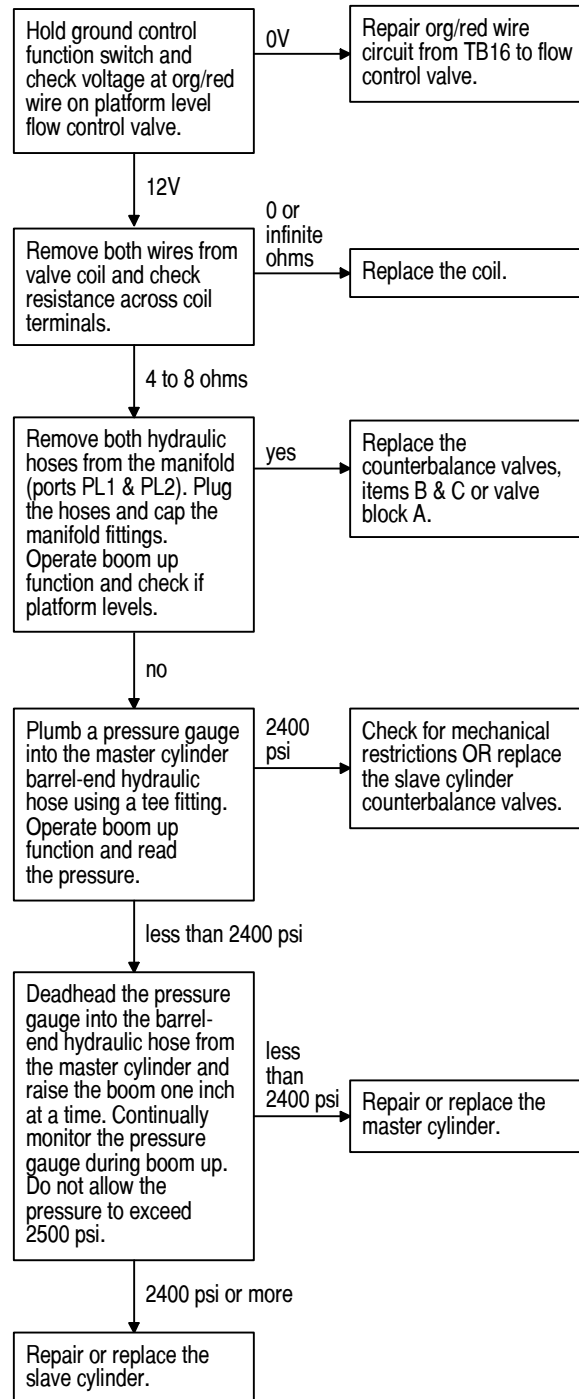 Hold ground control
function switch and
check voltage at org/red
wire on platform level
flow control valve.
0V
Repair org/red wire
circuit from TB16 to flow
control valve.
12V
Remove both wires from
valve coil and check
resistance across coil
terminals.
0 or
infinite
ohms
Replace the coil.
4 to 8 ohms
Remove both hydraulic
hoses from the manifold
(ports PL1 & PL2). Plug
the hoses and cap the
manifold fittings.
Operate boom up
function and check if
platform levels.
yes
Replace the
counterbalance valves,
items B & C or valve
block A.
no
Plumb a pressure gauge
into the master cylinder
barrel-end hydraulic
hose using a tee fitting.
Operate boom up
function and read
the pressure.
2400
psi
Check for mechanical
restrictions OR replace
the slave cylinder
counterbalance valves.
less than 2400 psi
Deadhead the pressure
gauge into the barrel-
end hydraulic hose from
the master cylinder and
raise the boom one inch
at a time. Continually
monitor the pressure
gauge during boom up.
Do not allow the
pressure to exceed
2500 psi.
less
than
2400 psi
Repair or replace the
master cylinder.
2400 psi or more
Repair or replace the
slave cylinder.